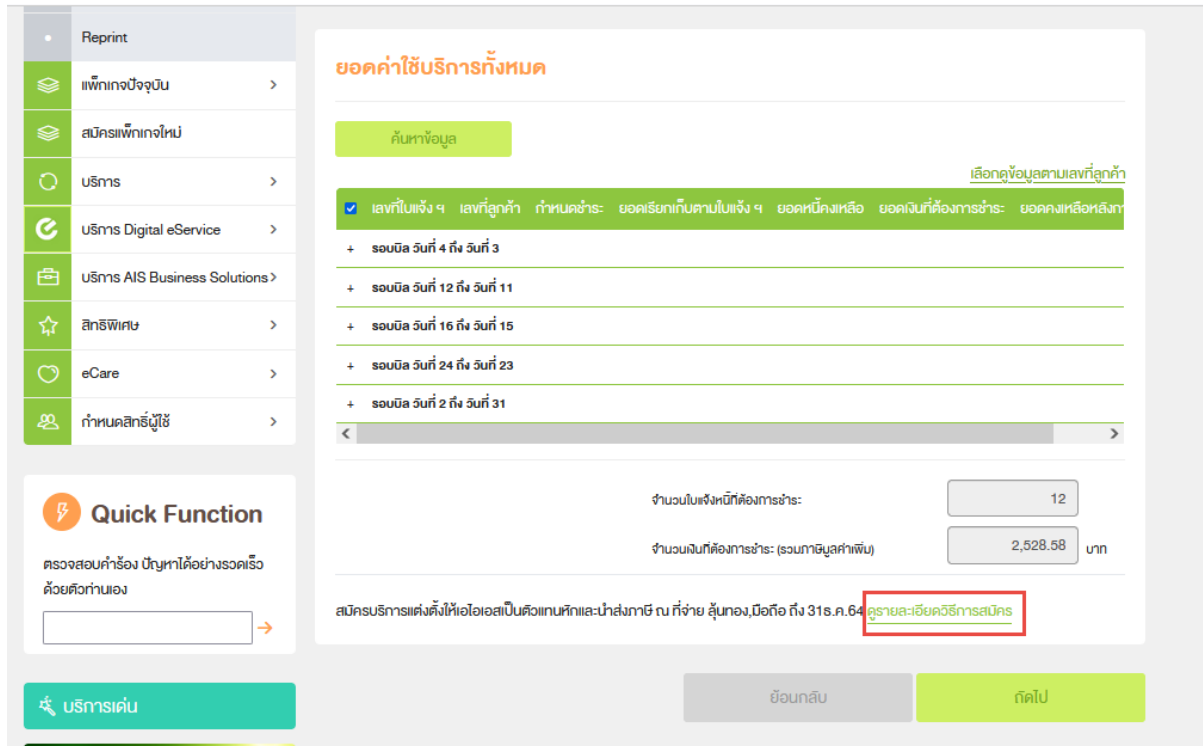 Reprint
แพ็กเกจปัจจุบัน
สมัครแพ็กเกจใหม่
บริการ
บริการ Digital eService
บริการ AIS Business Solutions
สิทธิพิเศษ
eCare
กำหนดสิทธิ์ผู้ใช้
Quick Function
ตรวจสอบคำร้อง ปัญหาได้อย่างรวดเร็ว
ด้วยตัวท่านเอง
บริการเด่น
ยอดค่าใช้บริการทั้งหมด
ค้นหาข้อมูล
เลือกดูข้อมูลตามเลขที่ลูกค้า
เลขที่ใบแจ้ง ฯ เลขที่ลูกค้า กำหนดชำระ ยอดเรียกเก็บตามใบแจ้ง ฯ ยอดหนี้คงเหลือ ยอดเงินที่ต้องการชำระ ยอดคงเหลือหลังกา
+ รอบบิล วันที่ 4 ถึง วันที่ 3
+ รอบบิล วันที่ 12 ถึง วันที่ 11
+ รอบบิล วันที่ 16 ถึง วันที่ 15
+ รอบบิล วันที่ 24 ถึง วันที่ 23
+ รอบบิล วันที่ 2 ถึง วันที่ 31
จำนวนใบแจ้งหนี้ที่ต้องการชำระ 12
จำนวนเงินที่ต้องการชำระ (รวมภาษีมูลค่าเพิ่ม) 2,528.58 บาท
สมัครบริการแต่งตั้งให้เอไอเอสเป็นตัวแทนหักและนำส่งภาษี ณ ที่จ่าย ลุ้นทอง,มือถือ ถึง 31ธ.ค.64 ดูรายละเอียดวิธีการสมัคร
ย้อนกลับ ถัดไป